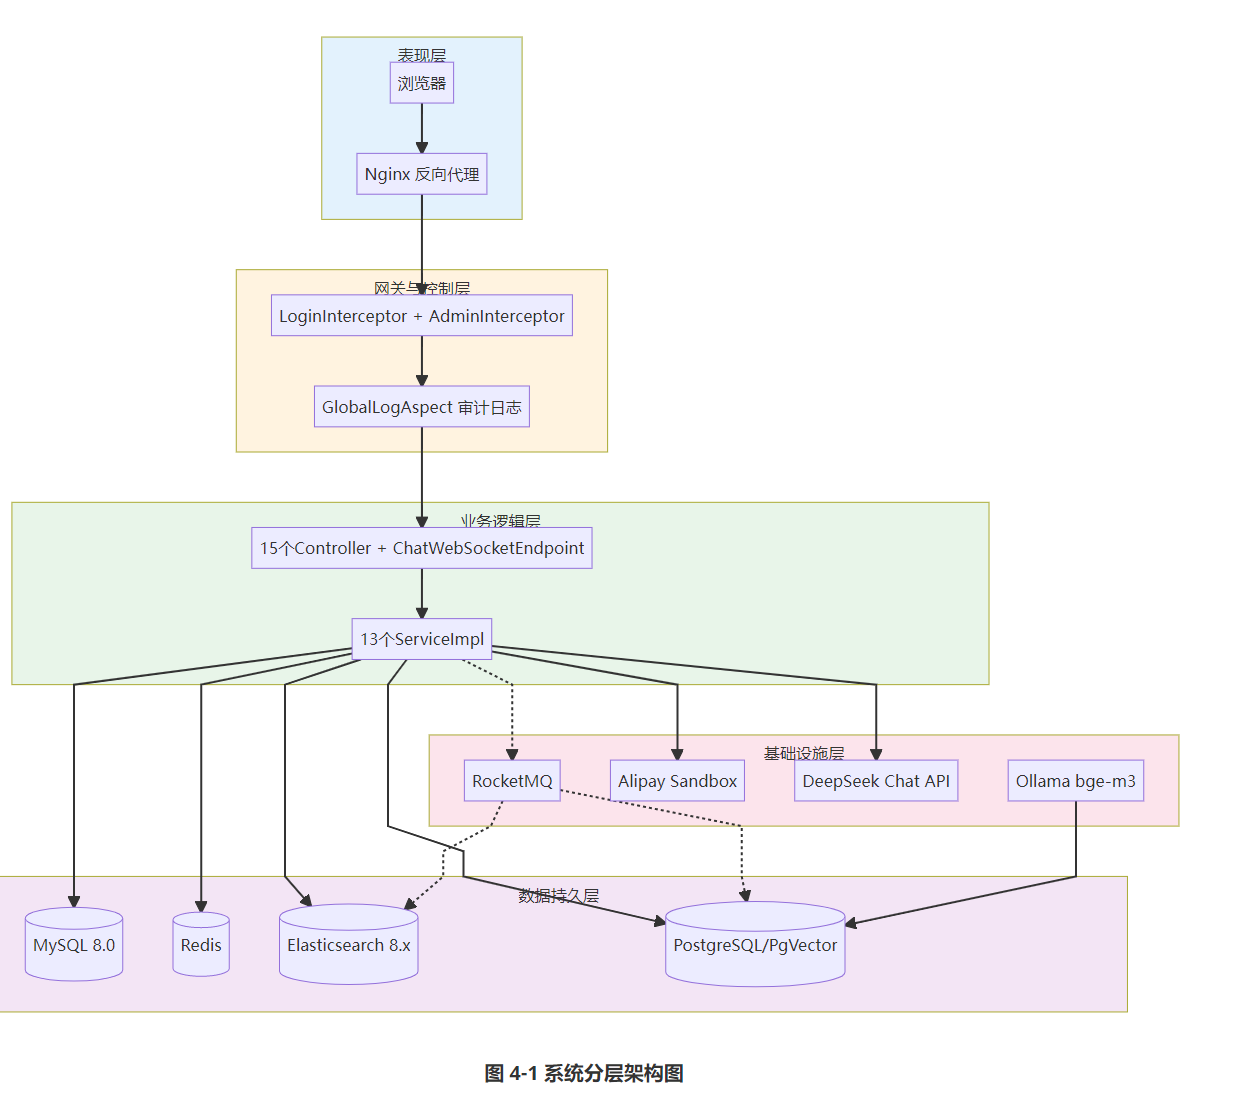 表现层
浏览器
Nginx 反向代理
网关与控制层
LoginInterceptor + AdminInterceptor
GlobalLogAspect 审计日志
业务逻辑层
15个Controller + ChatWebSocketEndpoint
13个ServiceImpl
基础设施层
RocketMQ
Alipay Sandbox
DeepSeek Chat API
Ollama bge-m3
数据持久层
MySQL 8.0
Redis
Elasticsearch 8.x
PostgreSQL/PgVector
图 4-1 系统分层架构图